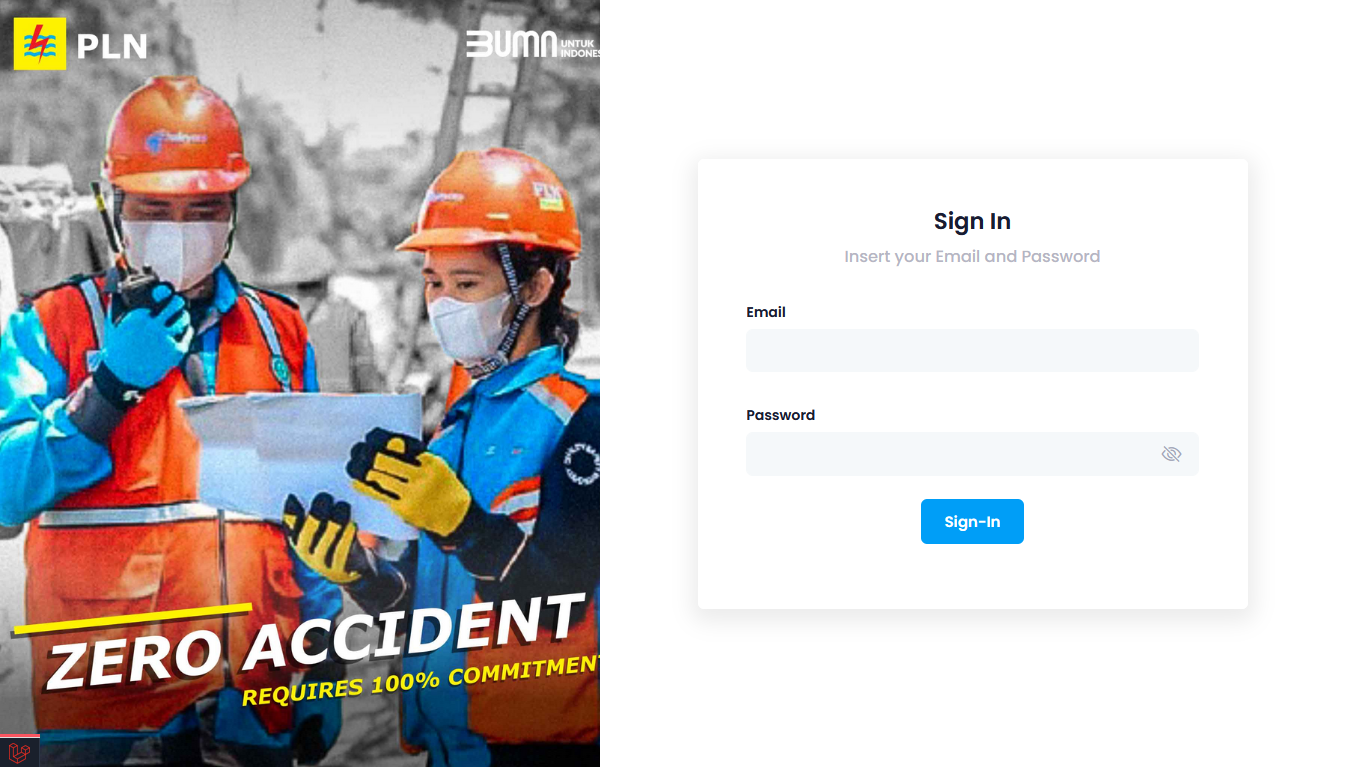 PLN
BUMN UNTUK
INDONES
PLN
ZERO ACCIDENT
REQUIRES 100% COMMITMENT
Sign In
Insert your Email and Password
Email
Password
Sign-In